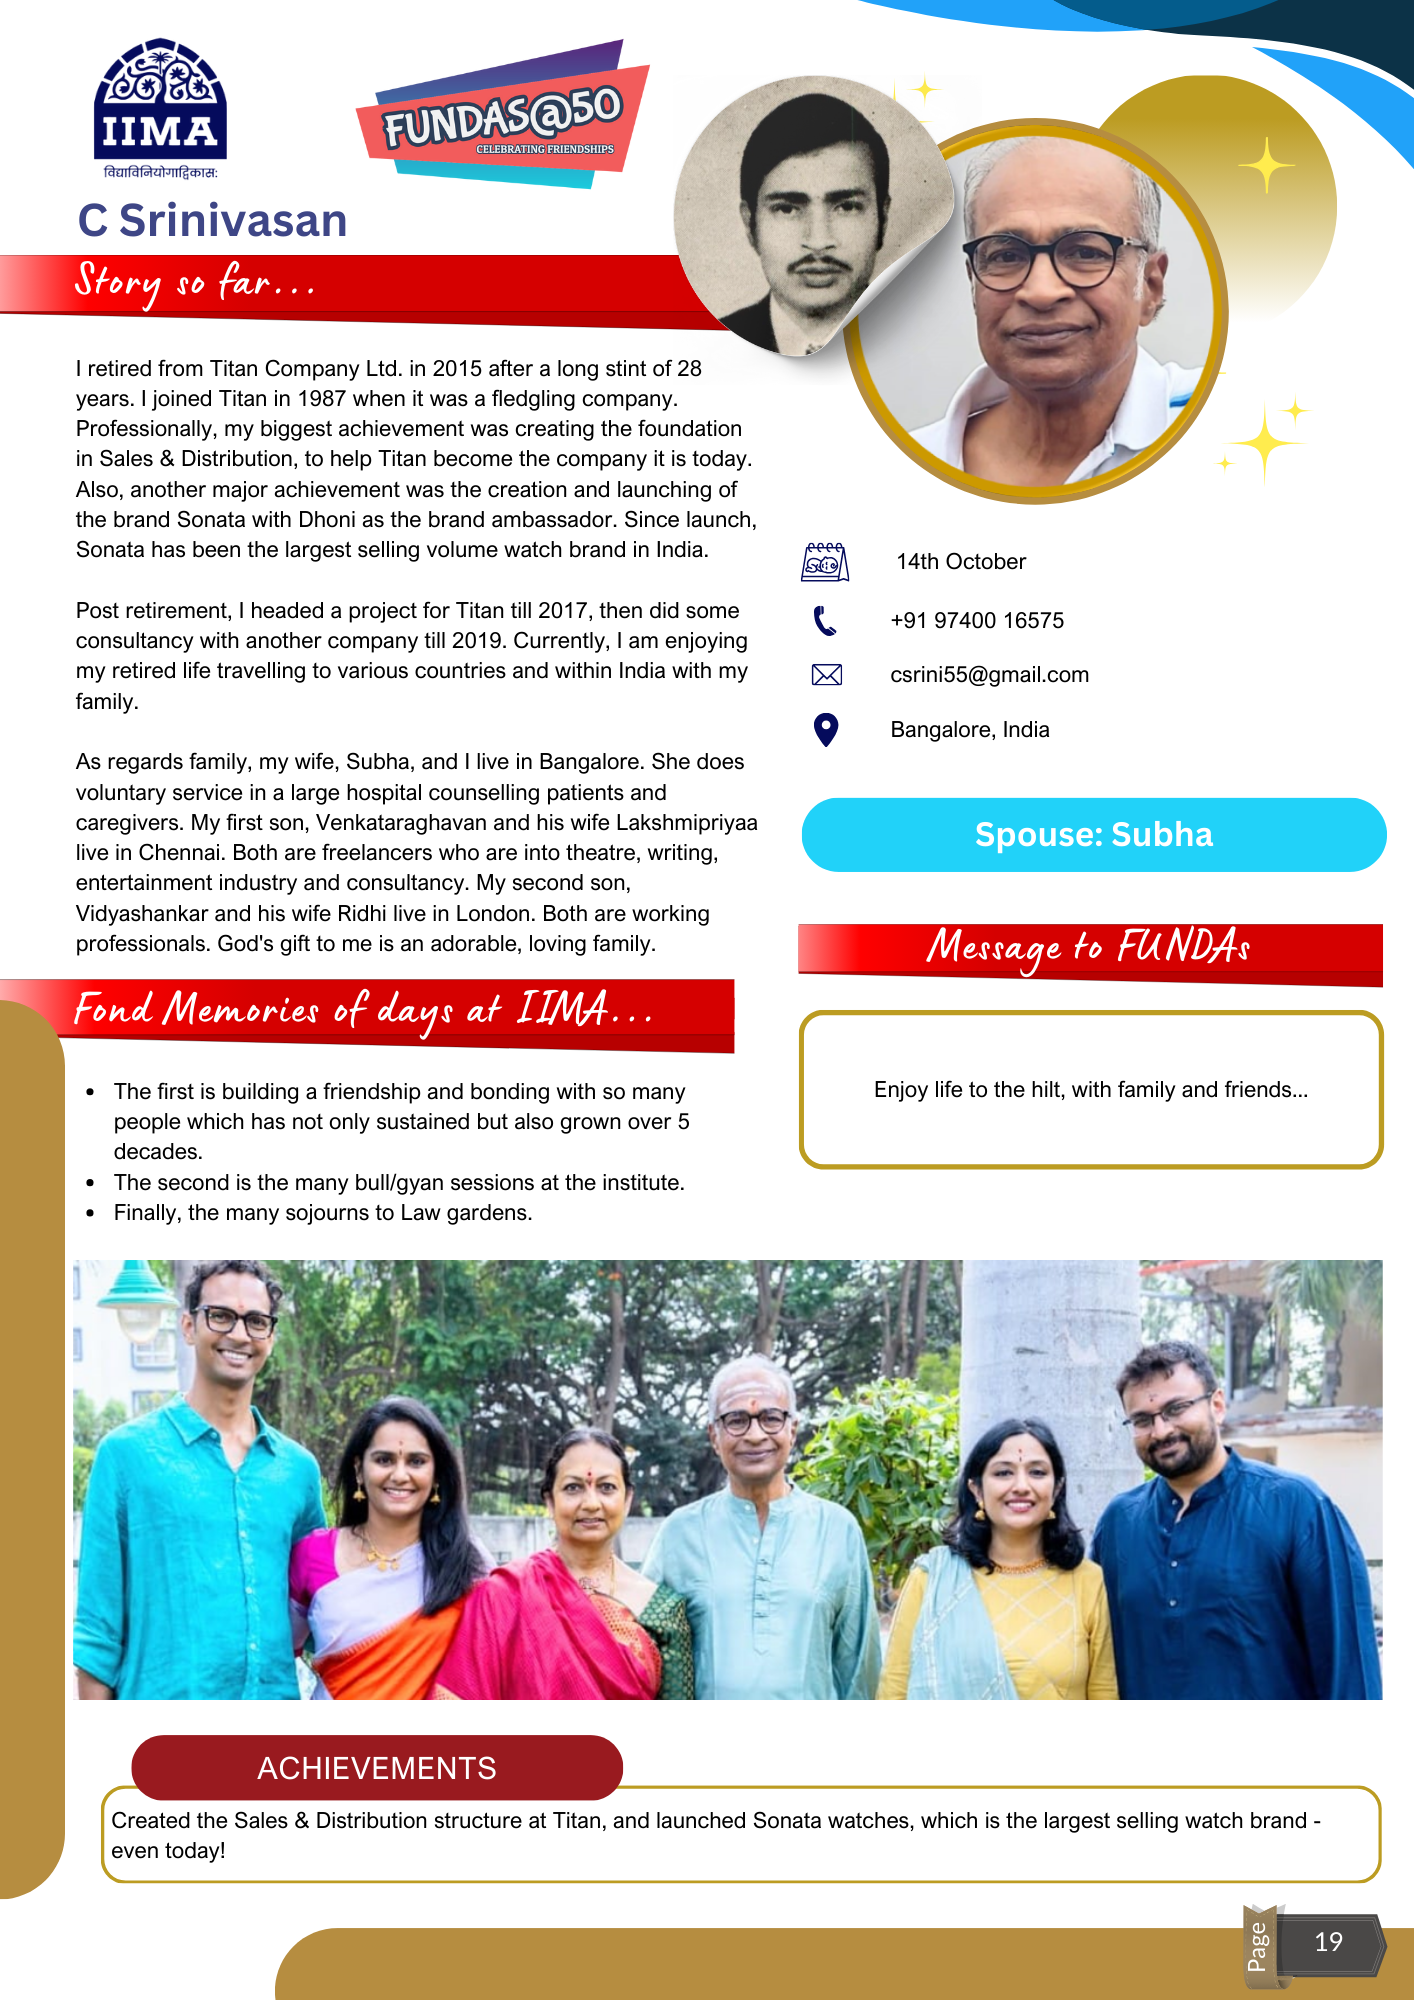 IIMA
विद्याविनियोगाद्विकास:
FUNDAS@50
CELEBRATING FRIENDSHIPS
C Srinivasan
Story so far...
I retired from Titan Company Ltd. in 2015 after a long stint of 28
years. I joined Titan in 1987 when it was a fledgling company.
Professionally, my biggest achievement was creating the foundation
in Sales & Distribution, to help Titan become the company it is today.
Also, another major achievement was the creation and launching of
the brand Sonata with Dhoni as the brand ambassador. Since launch,
Sonata has been the largest selling volume watch brand in India.
Post retirement, I headed a project for Titan till 2017, then did some
consultancy with another company till 2019. Currently, I am enjoying
my retired life travelling to various countries and within India with my
family.
As regards family, my wife, Subha, and I live in Bangalore. She does
voluntary service in a large hospital counselling patients and
caregivers. My first son, Venkataraghavan and his wife Lakshmipriyaa
live in Chennai. Both are freelancers who are into theatre, writing,
entertainment industry and consultancy. My second son,
Vidyashankar and his wife Ridhi live in London. Both are working
professionals. God's gift to me is an adorable, loving family.
14th October
+91 97400 16575
csrini55@gmail.com
Bangalore, India
Spouse: Subha
Message to FUNDAs
Enjoy life to the hilt, with family and friends...
Fond Memories of days at IIMA...
• The first is building a friendship and bonding with so many
people which has not only sustained but also grown over 5
decades.
• The second is the many bull/gyan sessions at the institute.
• Finally, the many sojourns to Law gardens.
ACHIEVEMENTS
Created the Sales & Distribution structure at Titan, and launched Sonata watches, which is the largest selling watch brand -
even today!
Page
19